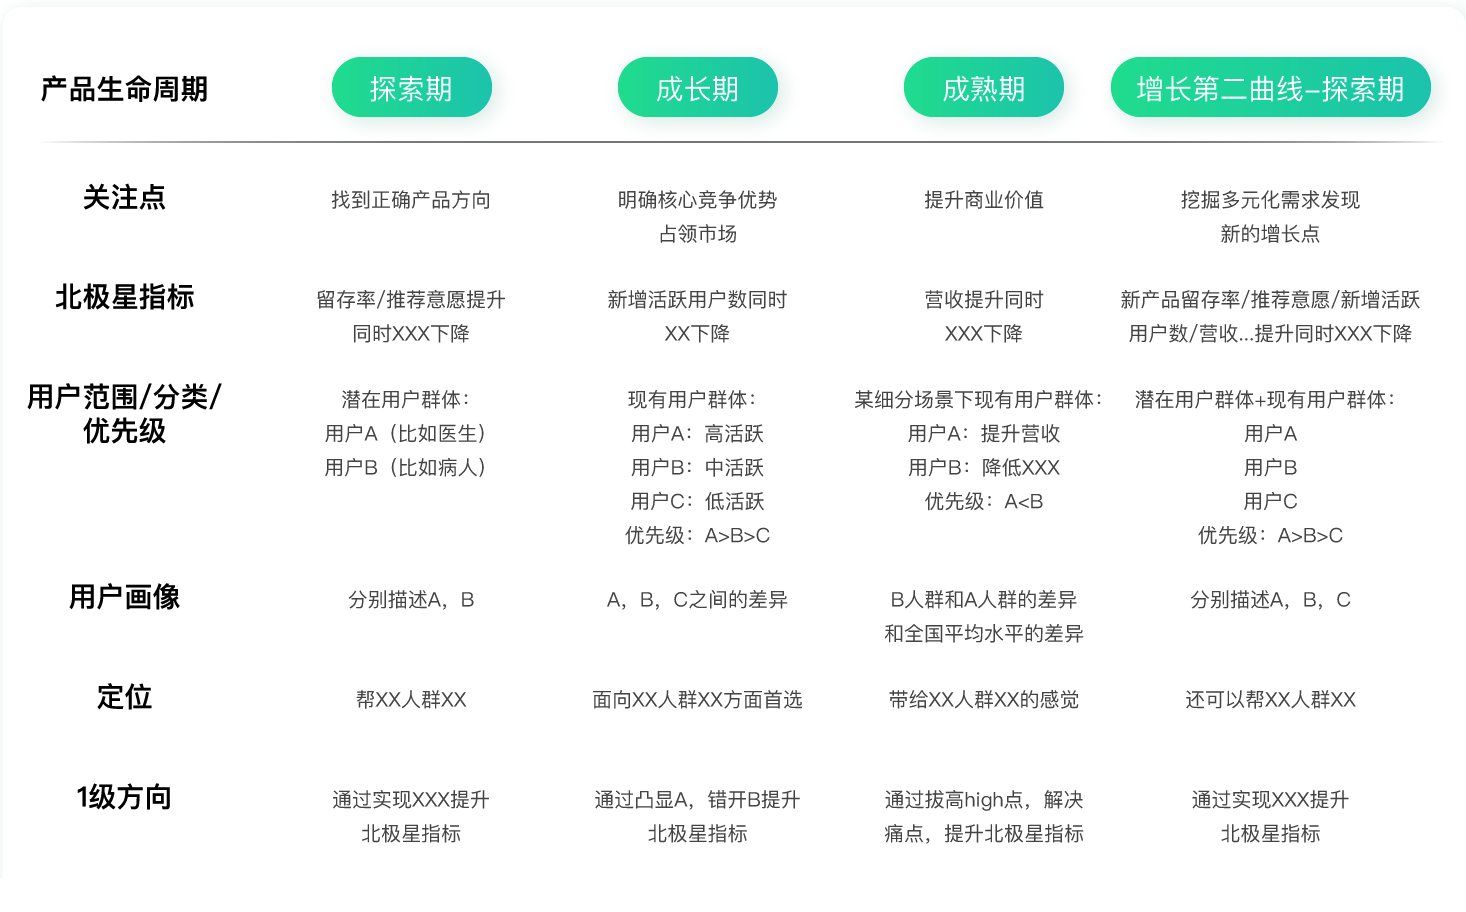 产品生命周期 探索期 成长期 成熟期 增长第二曲线–探索期
关注点 找到正确产品方向 明确核心竞争优势 提升商业价值 挖掘多元化需求发现
占领市场 新的增长点
北极星指标 留存率/推荐意愿提升 新增活跃用户数同时 营收提升同时 新产品留存率/推荐意愿/新增活跃
同时XXX下降 XX下降 XXX下降 用户数/营收...提升同时XXX下降
用户范围/分类/ 潜在用户群体： 现有用户群体： 某细分场景下现有用户群体： 潜在用户群体+现有用户群体：
优先级 用户A（比如医生） 用户A：高活跃 用户A：提升营收 用户A
用户B（比如病人） 用户B：中活跃 用户B：降低XXX 用户B
用户C：低活跃 优先级：A<B 用户C
优先级：A>B>C 优先级：A>B>C
用户画像 分别描述A，B A，B，C之间的差异 B人群和A人群的差异 分别描述A，B，C
和全国平均水平的差异
定位 帮XX人群XX 面向XX人群XX方面首选 带给XX人群XX的感觉 还可以帮XX人群XX
1级方向 通过实现XXX提升 通过凸显A，错开B提升 通过拔高high点，解决 通过实现XXX提升
北极星指标 北极星指标 痛点，提升北极星指标 北极星指标